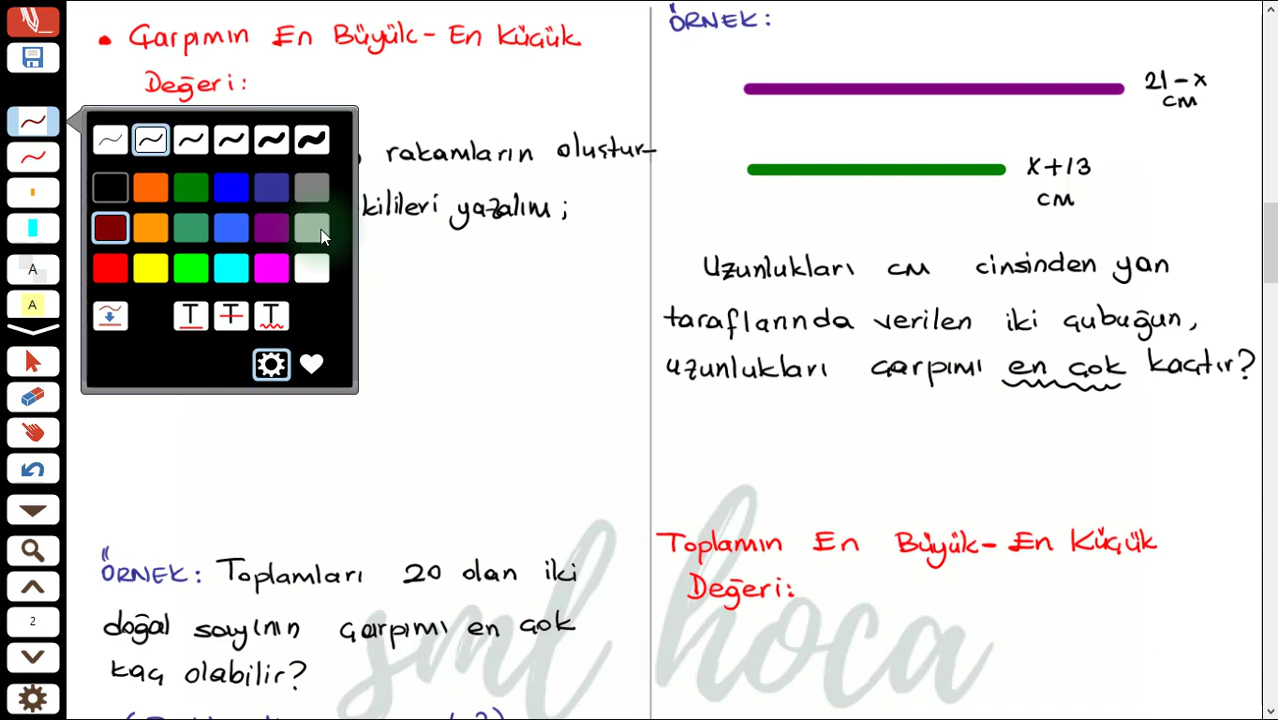 • Çarpımın En Büyük - En Küçük
Değeri:
rakamların oluştur-
kilileri yazalım;
ÖRNEK: Toplamları 20 olan iki
doğal sayının çarpımı en çok
kaç olabilir?
ÖRNEK:
21-x
cm
x+13
cm
Uzunlukları cm cinsinden yan
taraflarında verilen iki çubuğun,
uzunlukları çarpımı en çok kaçtır?
Toplamın En Büyük - En Küçük
Değeri:
sml hoca
A
A
T T T
2